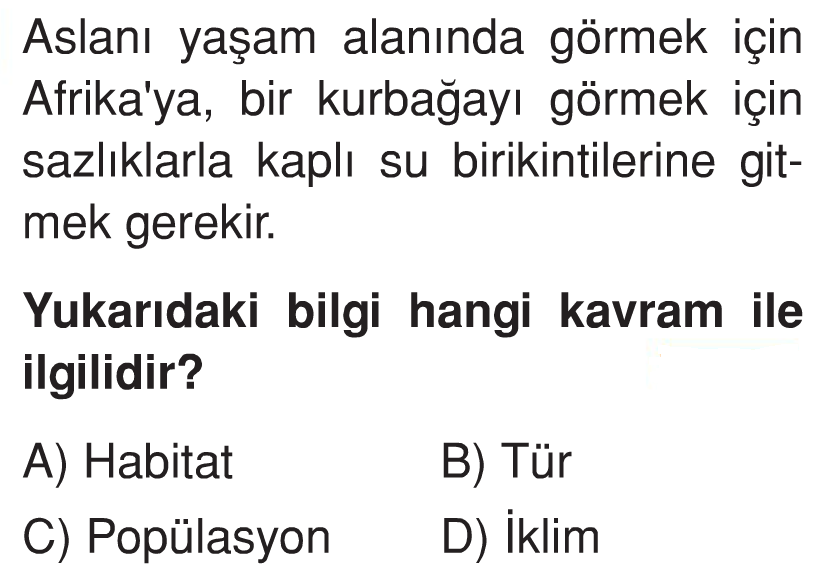 Aslanı yaşam alanında görmek için
Afrika'ya, bir kurbağayı görmek için
sazlıklarla kaplı su birikintilerine git-
mek gerekir.
Yukarıdaki bilgi hangi kavram ile
ilgilidir?
A) Habitat B) Tür
C) Popülasyon D) İklim